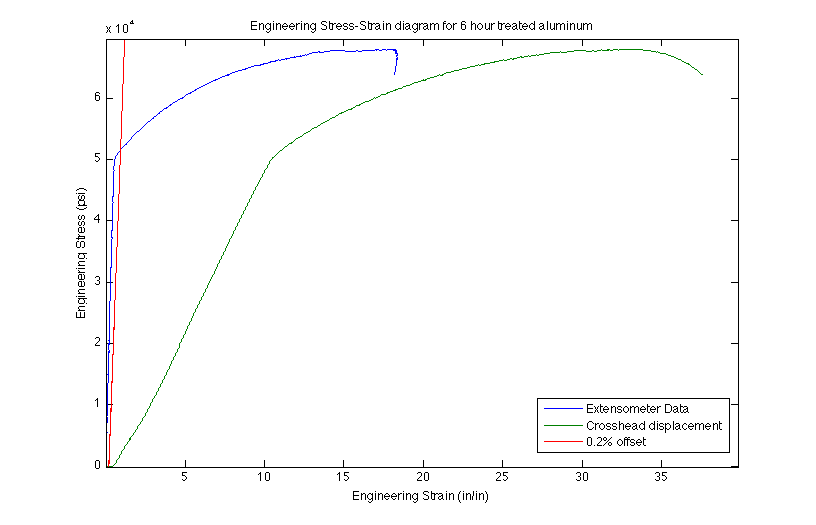 x 10⁴
Engineering Stress-Strain diagram for 6 hour treated aluminum
6
5
4
3
2
1
0
Engineering Stress (psi)
5 10 15 20 25 30 35
Engineering Strain (in/in)
Extensometer Data
Crosshead displacement
0.2% offset